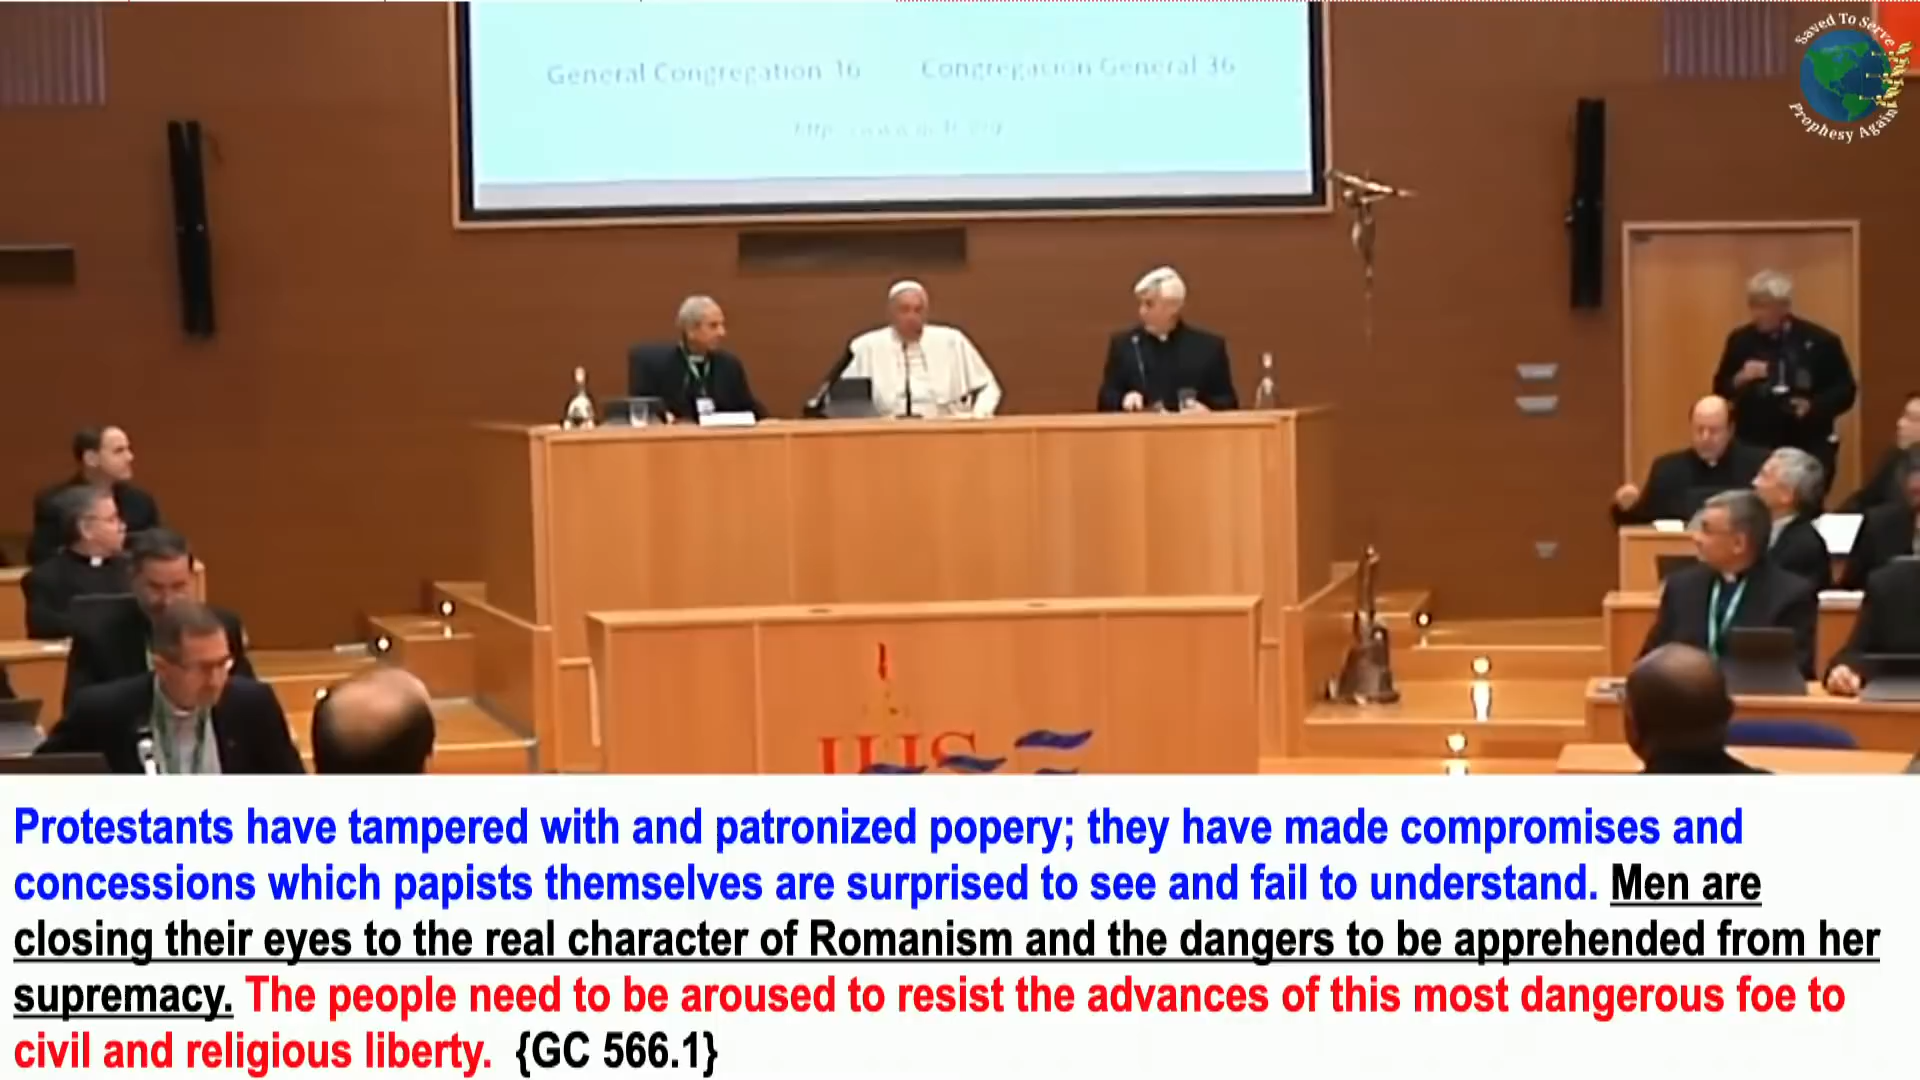 General Congregation 16 Congregación General 36
Saved To Serve
Prophesy Again
IHS
Protestants have tampered with and patronized popery; they have made compromises and
concessions which papists themselves are surprised to see and fail to understand. Men are
closing their eyes to the real character of Romanism and the dangers to be apprehended from her
supremacy. The people need to be aroused to resist the advances of this most dangerous foe to
civil and religious liberty. {GC 566.1}